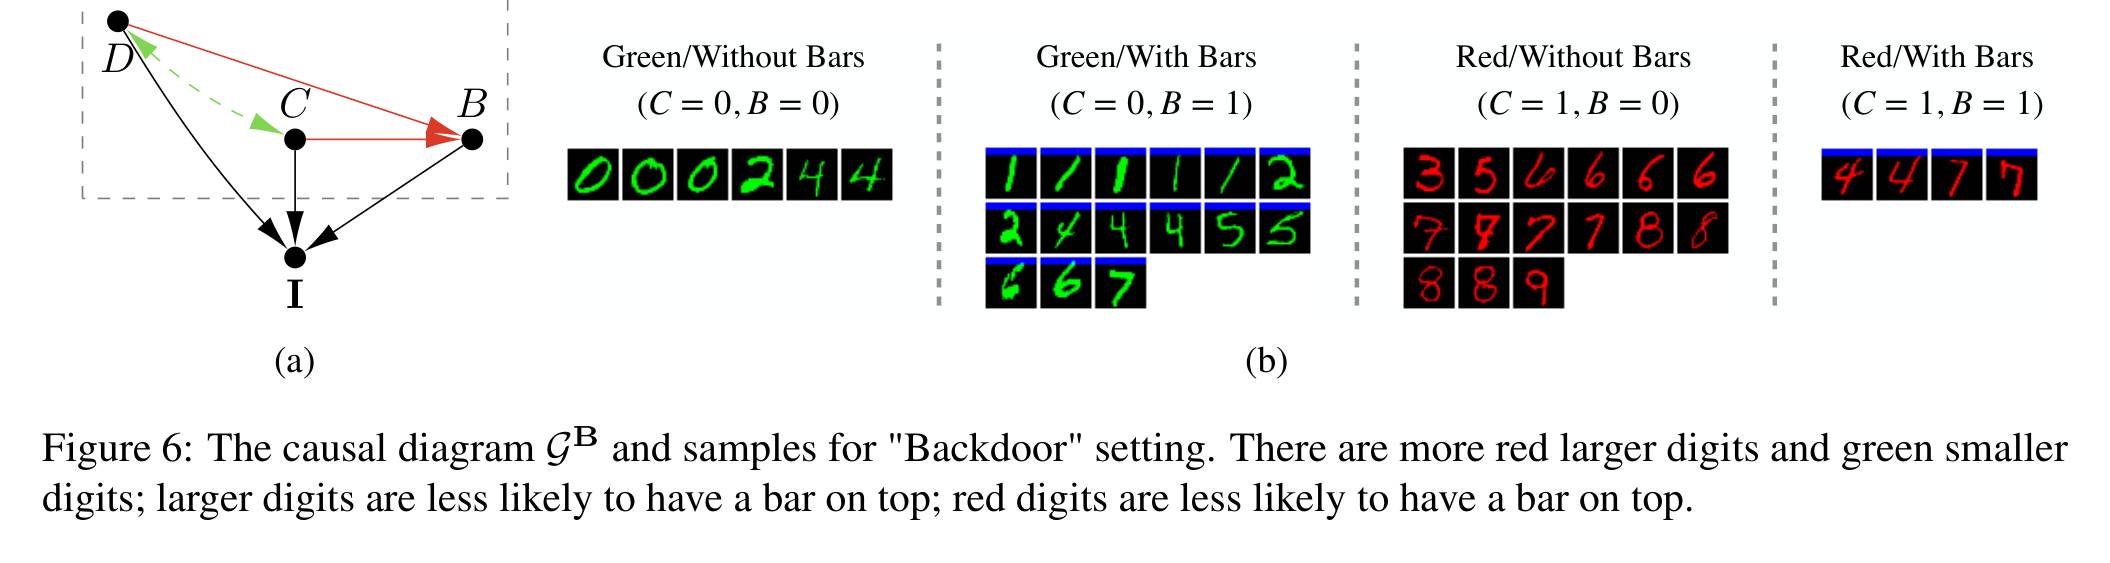 D
C
B
I
(a)
Green/Without Bars
(C = 0, B = 0)
0 0 0 2 4 4
Green/With Bars
(C = 0, B = 1)
1 1 1 1 1 2
2 4 4 4 5 5
6 6 7
Red/Without Bars
(C = 1, B = 0)
3 5 6 6 6 6
7 7 7 7 8 8
8 8 9
Red/With Bars
(C = 1, B = 1)
4 4 7 7
(b)
Figure 6: The causal diagram 𝒢ᴮ and samples for "Backdoor" setting. There are more red larger digits and green smaller
digits; larger digits are less likely to have a bar on top; red digits are less likely to have a bar on top.